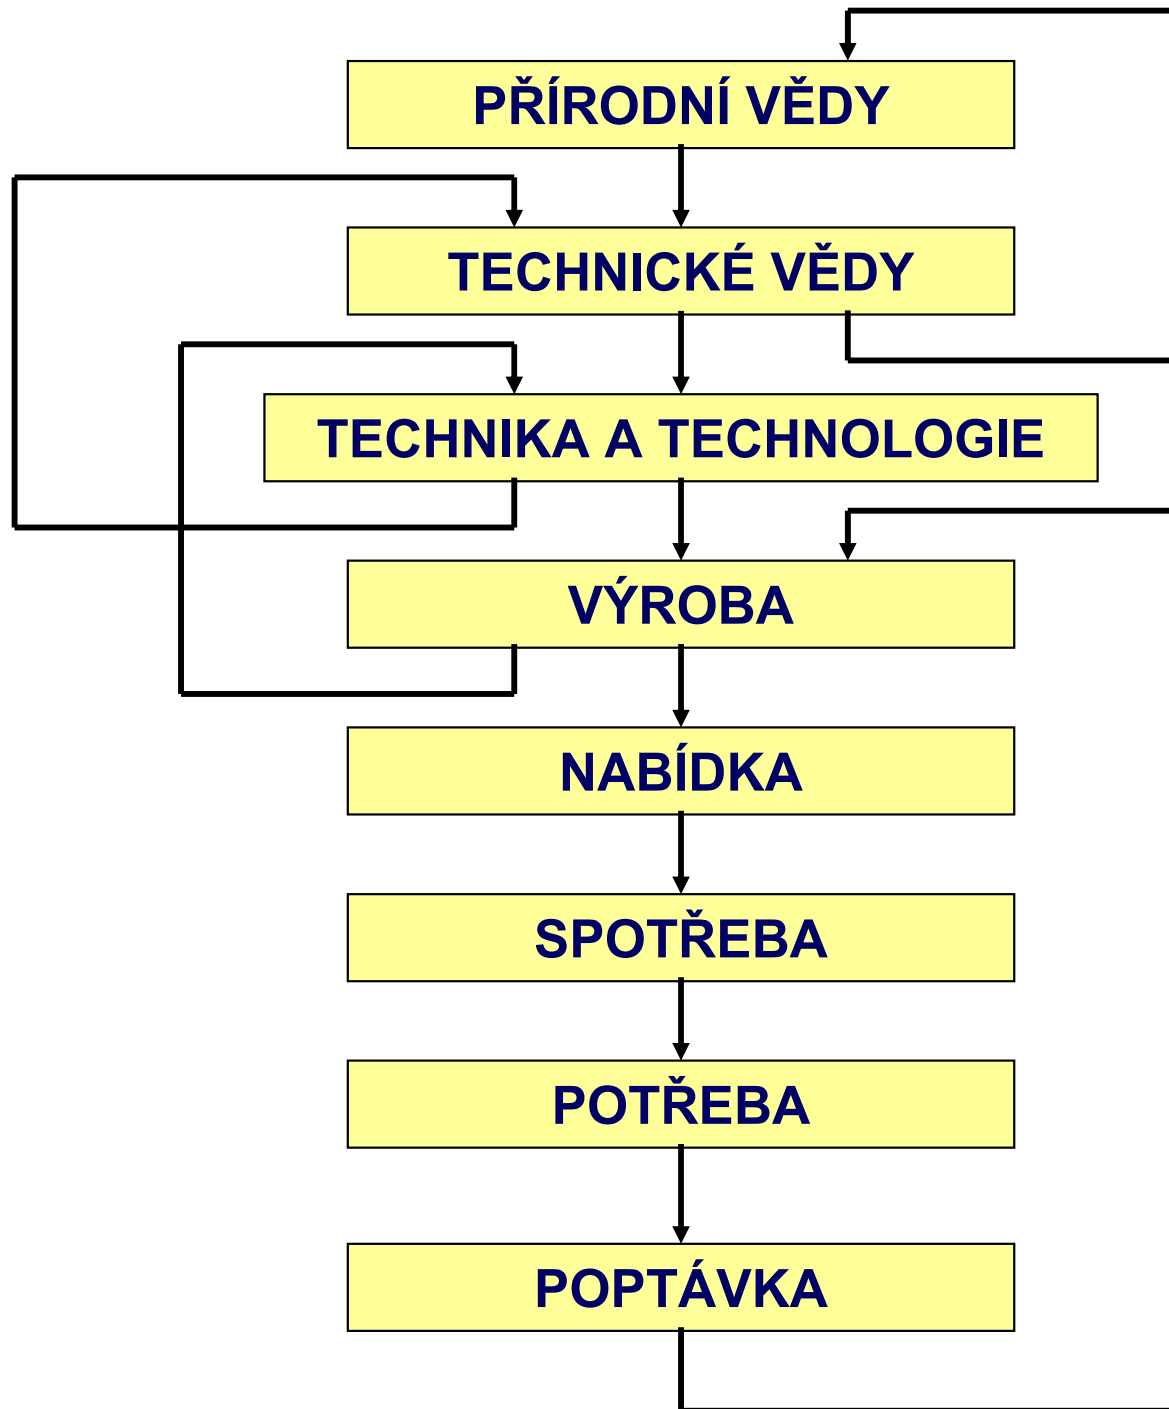 PŘÍRODNÍ VĚDY
TECHNICKÉ VĚDY
TECHNIKA A TECHNOLOGIE
VÝROBA
NABÍDKA
SPOTŘEBA
POTŘEBA
POPTÁVKA